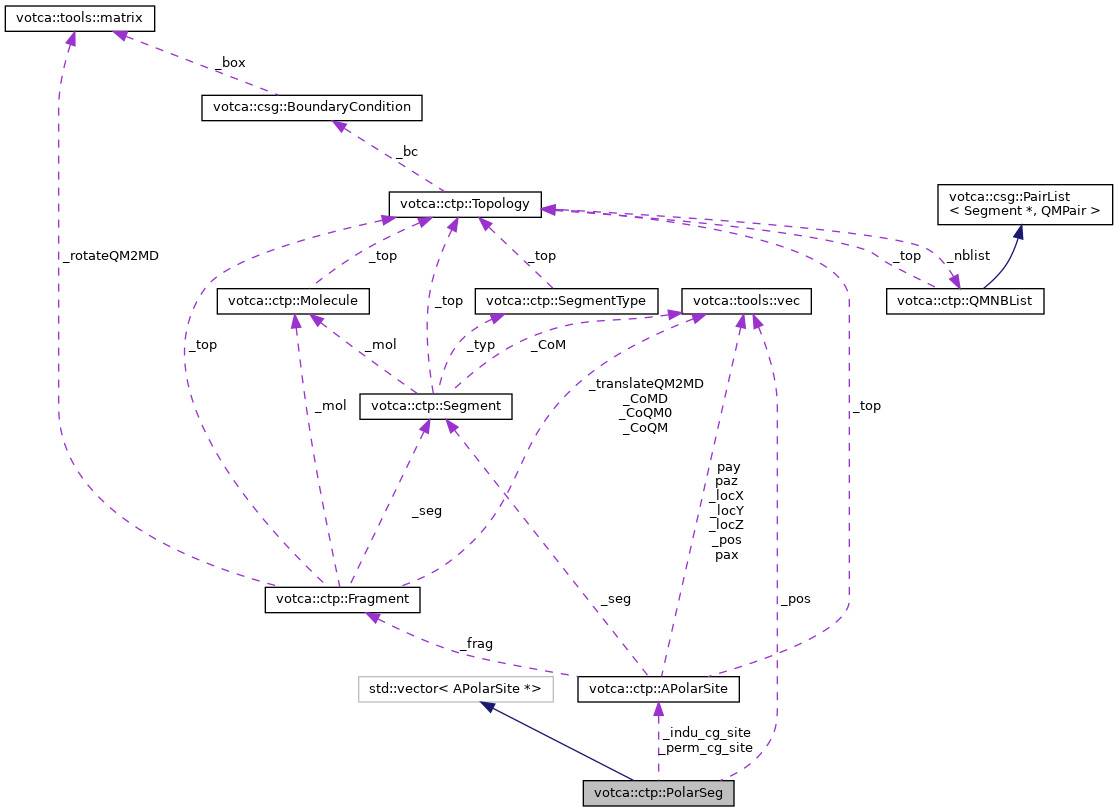 votca::tools::matrix
_box
votca::csg::BoundaryCondition
_bc
votca::ctp::Topology
votca::csg::PairList
< Segment *, QMPair >
_rotateQM2MD
_top
_top
_nblist
votca::ctp::Molecule
votca::ctp::SegmentType
votca::tools::vec
votca::ctp::QMNBList
_top
_top
_mol
_typ
_CoM
_translateQM2MD
_CoMD
_CoQM0
_CoQM
_mol
votca::ctp::Segment
_top
_top
pay
paz
_locX
_locY
_locZ
_pos
pax
_seg
votca::ctp::Fragment
_seg
_pos
_frag
std::vector< APolarSite *>
votca::ctp::APolarSite
_indu_cg_site
_perm_cg_site
votca::ctp::PolarSeg